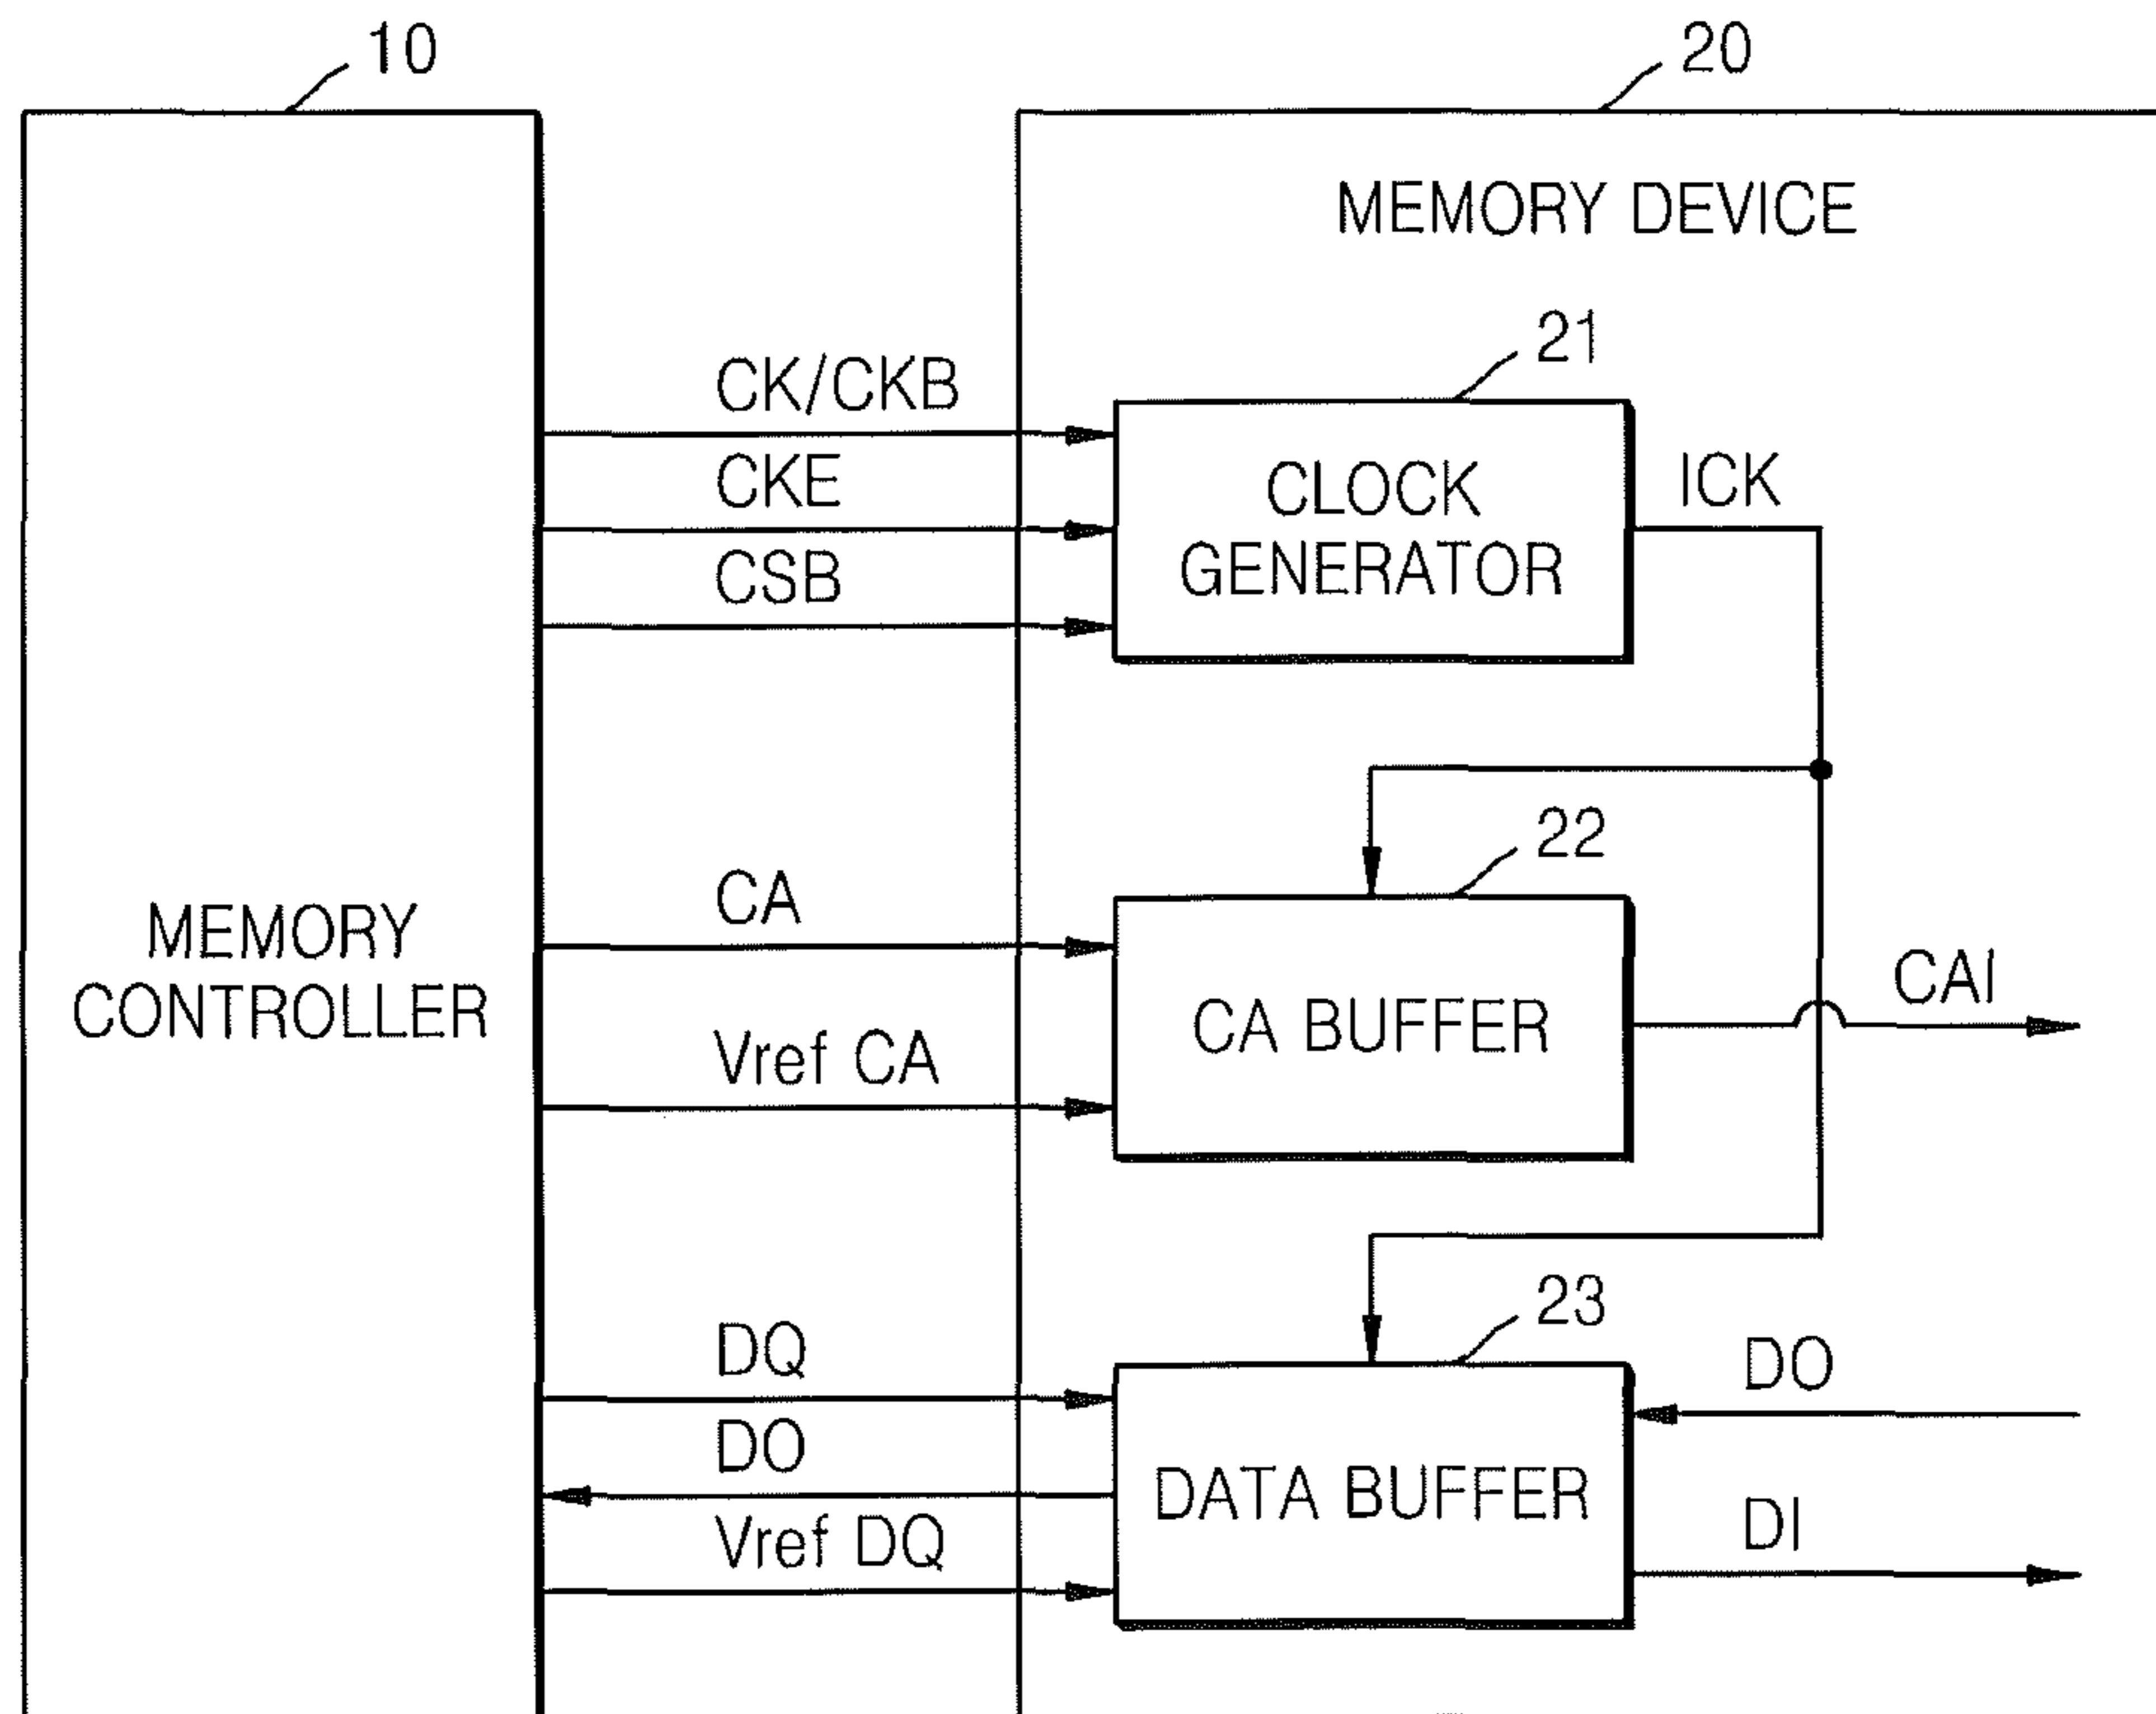 10
20
MEMORY DEVICE
21
CK/CKB
CKE
CSB
CLOCK
GENERATOR
ICK
22
CA
Vref CA
MEMORY
CONTROLLER
CA BUFFER
CAI
23
DQ
DO
Vref DQ
DATA BUFFER
DO
DI